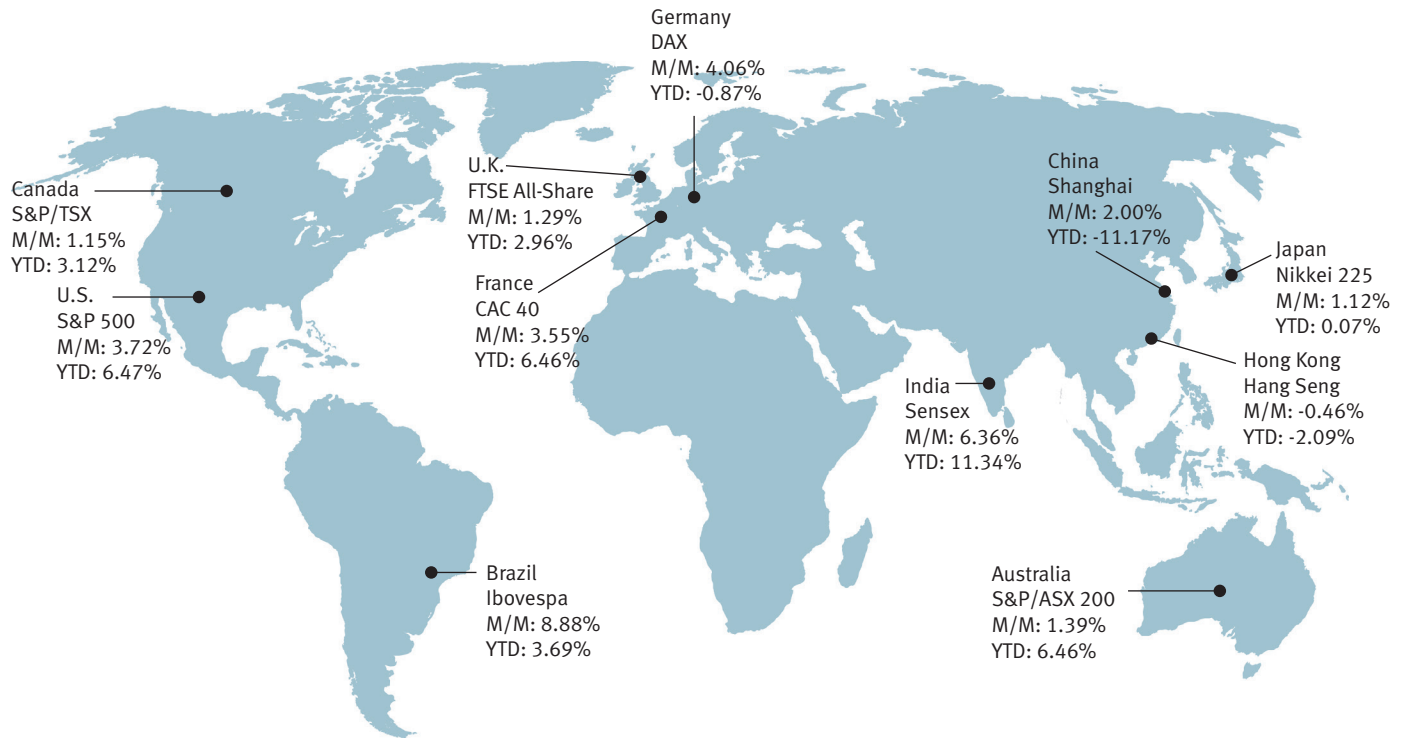 Germany
DAX
M/M: 4.06%
YTD: -0.87%
U.K.
FTSE All-Share
M/M: 1.29%
YTD: 2.96%
China
Shanghai
M/M: 2.00%
YTD: -11.17%
Canada
S&P/TSX
M/M: 1.15%
YTD: 3.12%
Japan
Nikkei 225
M/M: 1.12%
YTD: 0.07%
France
CAC 40
M/M: 3.55%
YTD: 6.46%
U.S.
S&P 500
M/M: 3.72%
YTD: 6.47%
Hong Kong
Hang Seng
M/M: -0.46%
YTD: -2.09%
India
Sensex
M/M: 6.36%
YTD: 11.34%
Brazil
Ibovespa
M/M: 8.88%
YTD: 3.69%
Australia
S&P/ASX 200
M/M: 1.39%
YTD: 6.46%